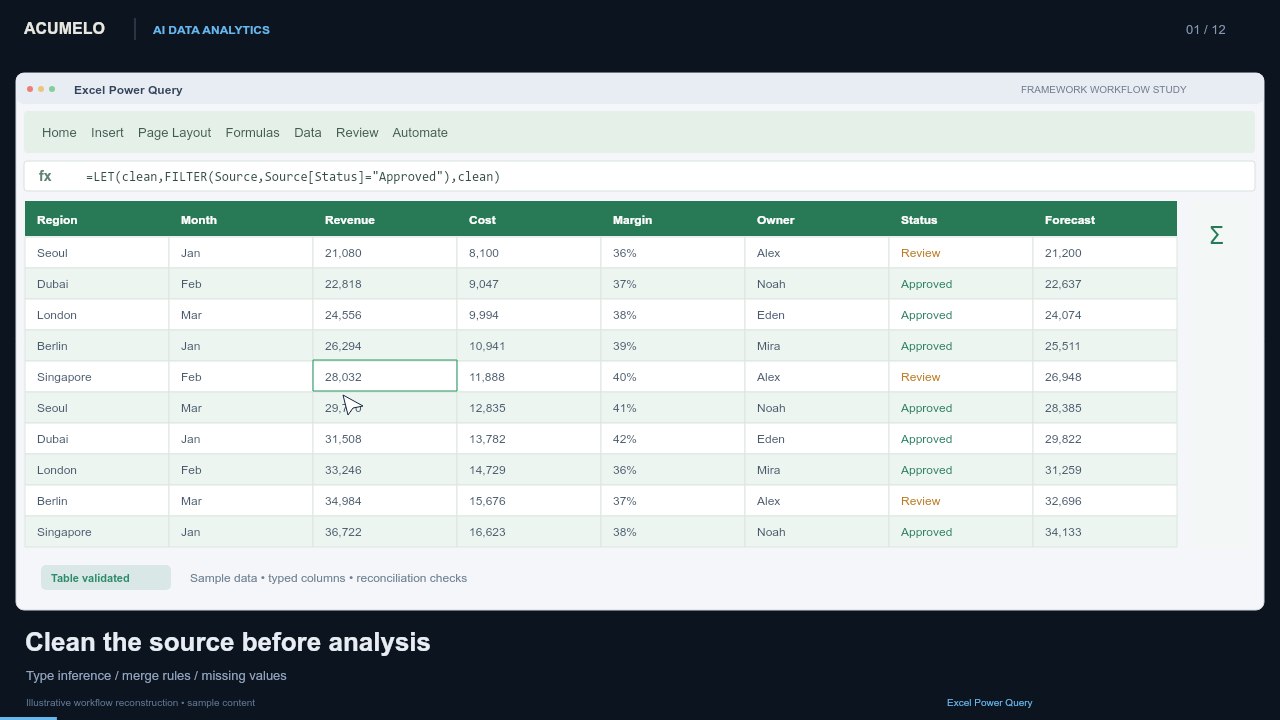 ACUMELO AI DATA ANALYTICS 01 / 12
Excel Power Query FRAMEWORK WORKFLOW STUDY
Home Insert Page Layout Formulas Data Review Automate
fx =LET(clean,FILTER(Source,Source[Status]="Approved"),clean)
Region Month Revenue Cost Margin Owner Status Forecast
Σ
Seoul Jan 21,080 8,100 36% Alex Review 21,200
Dubai Feb 22,818 9,047 37% Noah Approved 22,637
London Mar 24,556 9,994 38% Eden Approved 24,074
Berlin Jan 26,294 10,941 39% Mira Approved 25,511
Singapore Feb 28,032 11,888 40% Alex Review 26,948
Seoul Mar 12,835 41% Noah Approved 28,385
Dubai Jan 31,508 13,782 42% Eden Approved 29,822
London Feb 33,246 14,729 36% Mira Approved 31,259
Berlin Mar 34,984 15,676 37% Alex Review 32,696
Singapore Jan 36,722 16,623 38% Noah Approved 34,133
Table validated Sample data • typed columns • reconciliation checks
Clean the source before analysis
Type inference / merge rules / missing values
Illustrative workflow reconstruction • sample content Excel Power Query